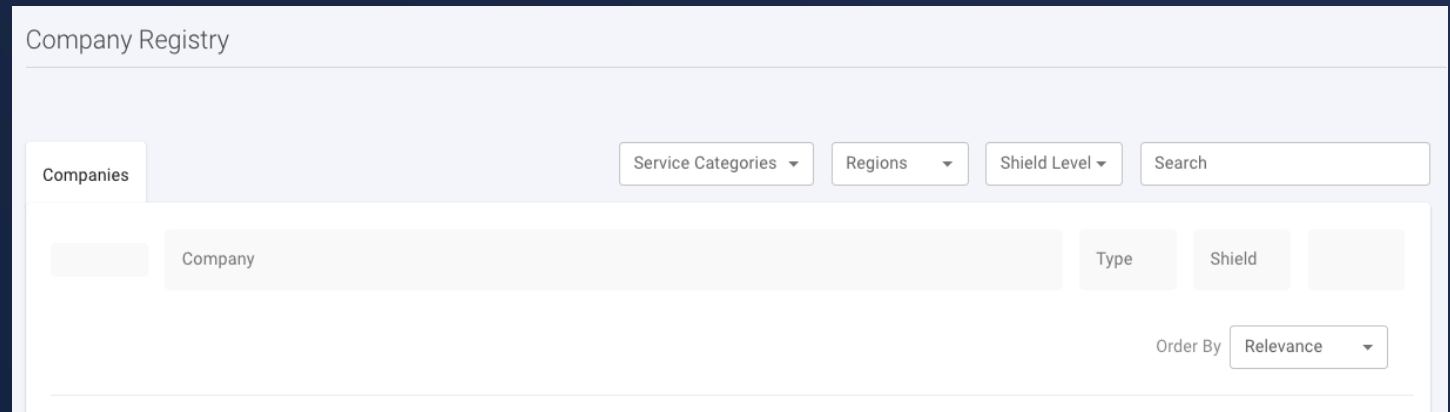 Company Registry
Companies
Service Categories
Regions
Shield Level
Search
Company
Type
Shield
Order By
Relevance